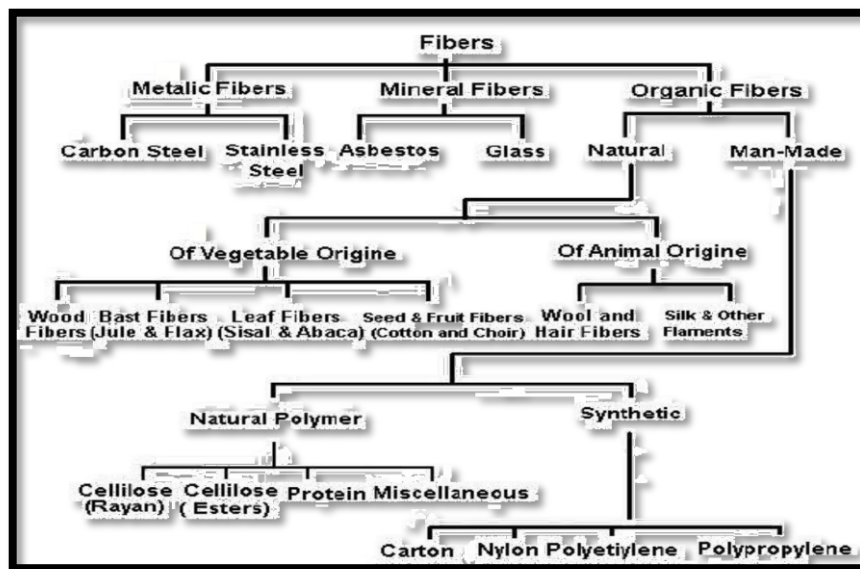 Fibers
Metalic Fibers Mineral Fibers Organic Fibers
Carbon Steel Stainless Steel Asbestos Glass Natural Man-Made
Of Vegetable Origine Of Animal Origine
Wood Fibers Bast Fibers (Jule & Flax) Leaf Fibers (Sisal & Abaca) Seed & Fruit Fibers (Cotton and Choir) Wool and Hair Fibers Silk & Other Flaments
Natural Polymer Synthetic
Cellilose (Rayan) Cellilose (Esters) Protein Miscellaneous
Carton Nylon Polyetiylene Polypropylene